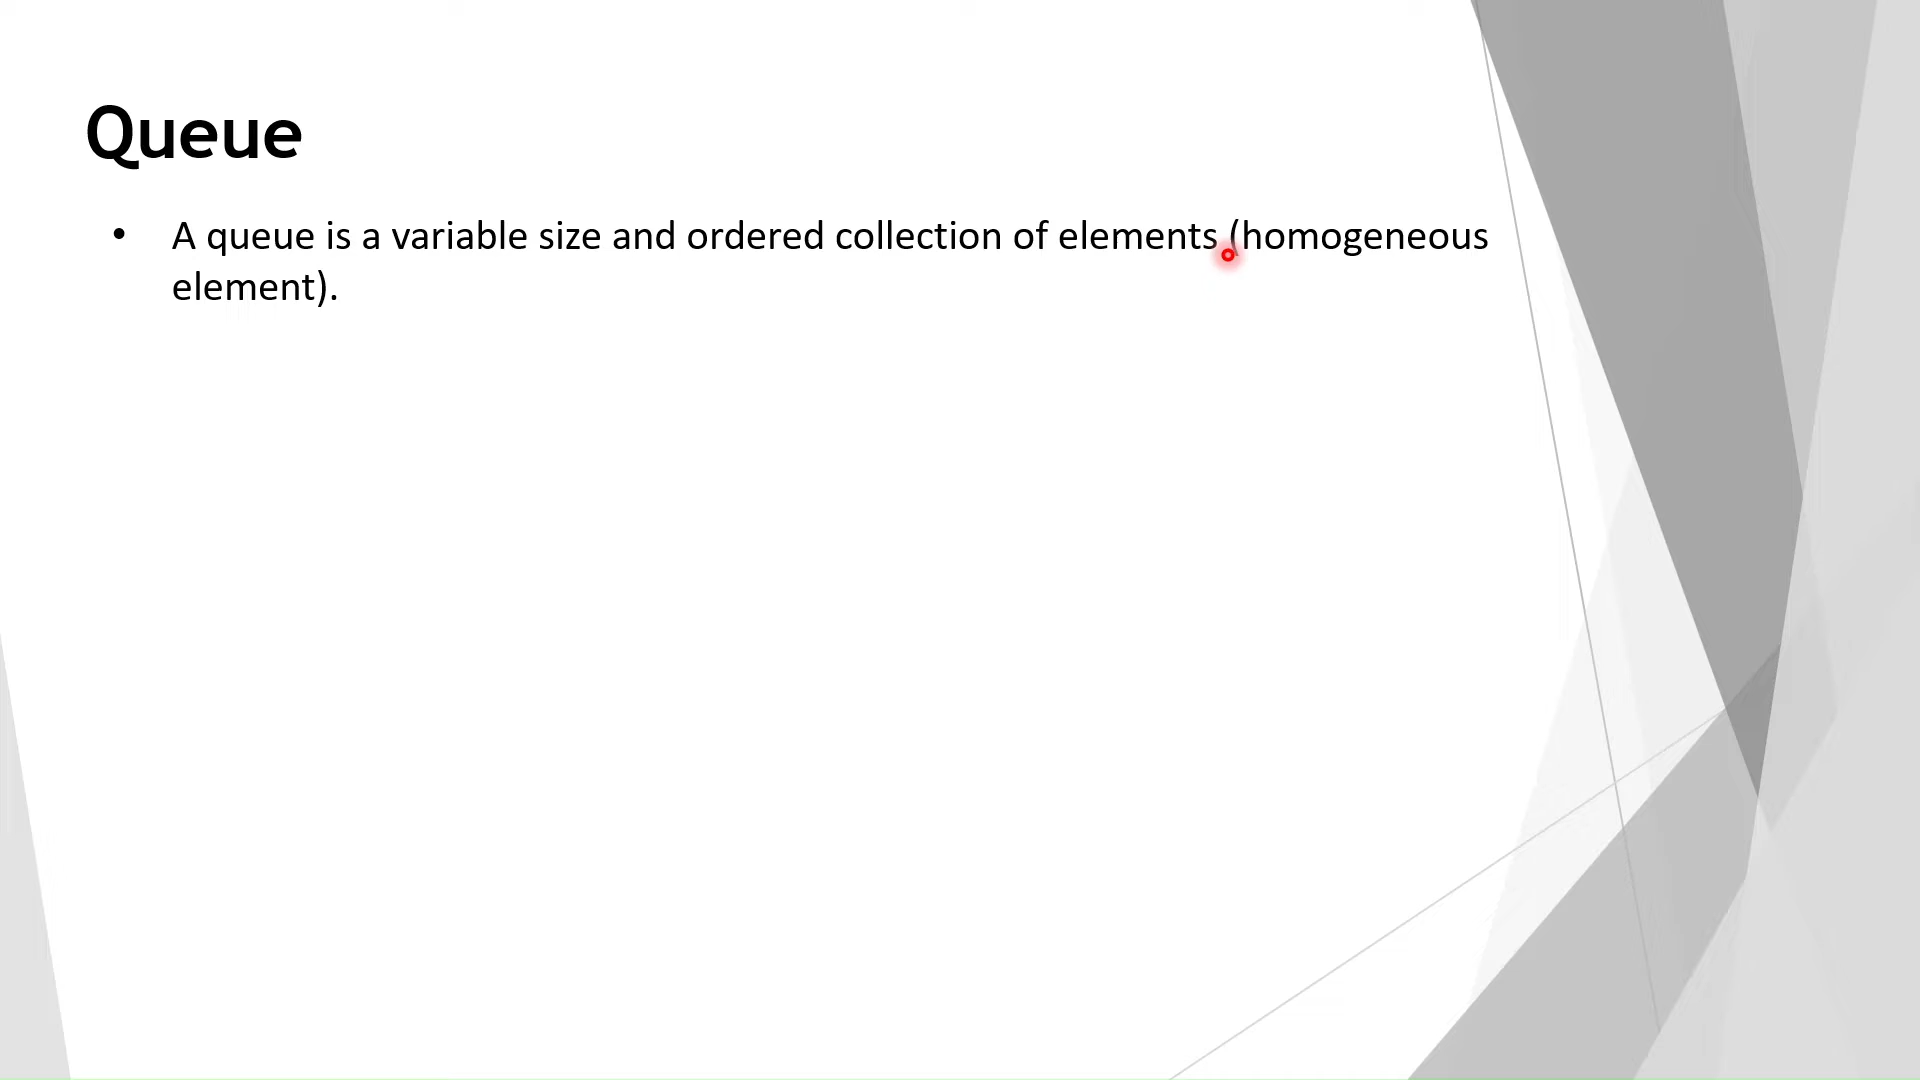 Queue
• A queue is a variable size and ordered collection of elements (homogeneous
element).